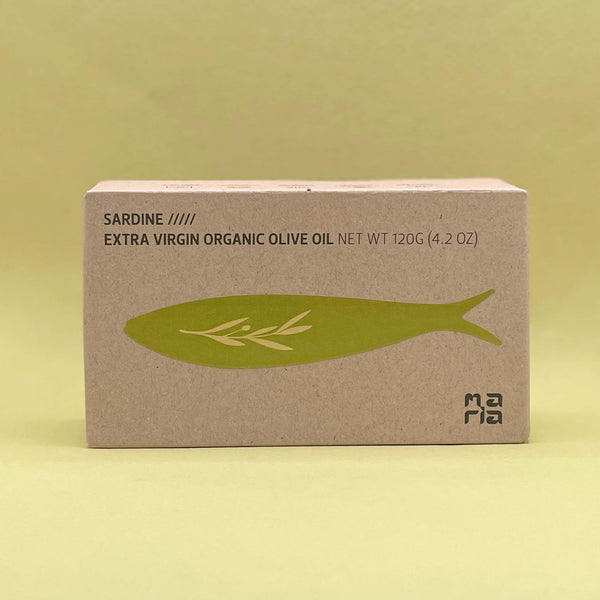 SARDINE /////
EXTRA VIRGIN ORGANIC OLIVE OIL NET WT 120G (4.2 OZ)
ma
ria